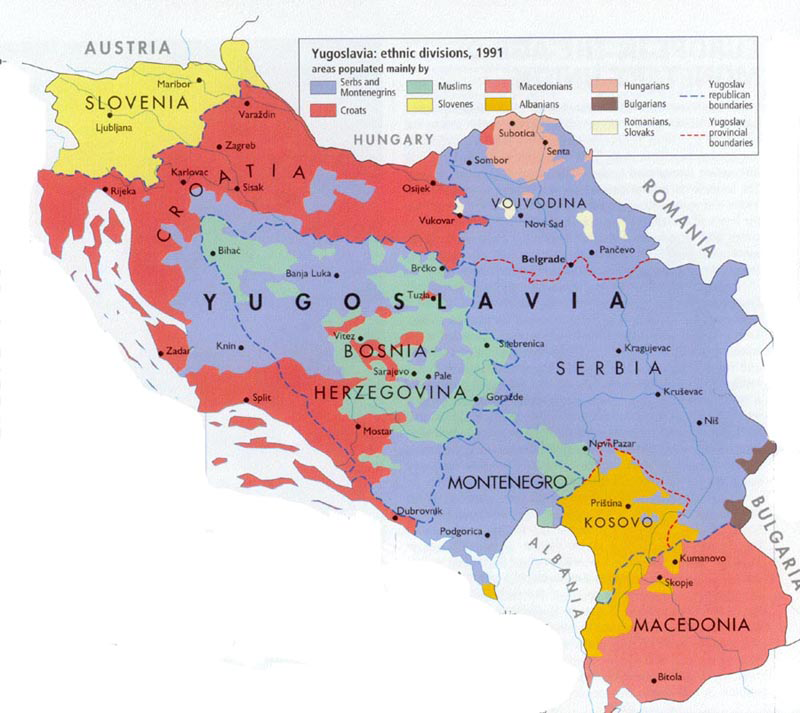 AUSTRIA
Yugoslavia: ethnic divisions, 1991
areas populated mainly by
Serbs and
Montenegrins
Croats
Muslims
Slovenes
Macedonians
Albanians
Hungarians
Bulgarians
Romanians,
Slovaks
Yugoslav
republican
boundaries
Yugoslav
provincial
boundaries
Maribor
SLOVENIA
Ljubljana
Varaždin
Zagreb
HUNGARY
Subotica
Senta
Sombor
Karlovac
CROATIA
Sisak
Rijeka
Osijek
Vukovar
VOJVODINA
Novi Sad
ROMANIA
Pančevo
Belgrade
Bihać
Banja Luka
Brčko
Tuzla
YUGOSLAVIA
Vitez
Knin
Zadar
BOSNIA-
Srebrenica
Kragujevac
SERBIA
Sarajevo
Pale
HERZEGOVINA
Goražde
Kruševac
Split
Niš
Mostar
Novi Pazar
MONTENEGRO
Priština
KOSOVO
BULGARIA
Dubrovnik
Podgorica
ALBANIA
Kumanovo
Skopje
MACEDONIA
Bitola